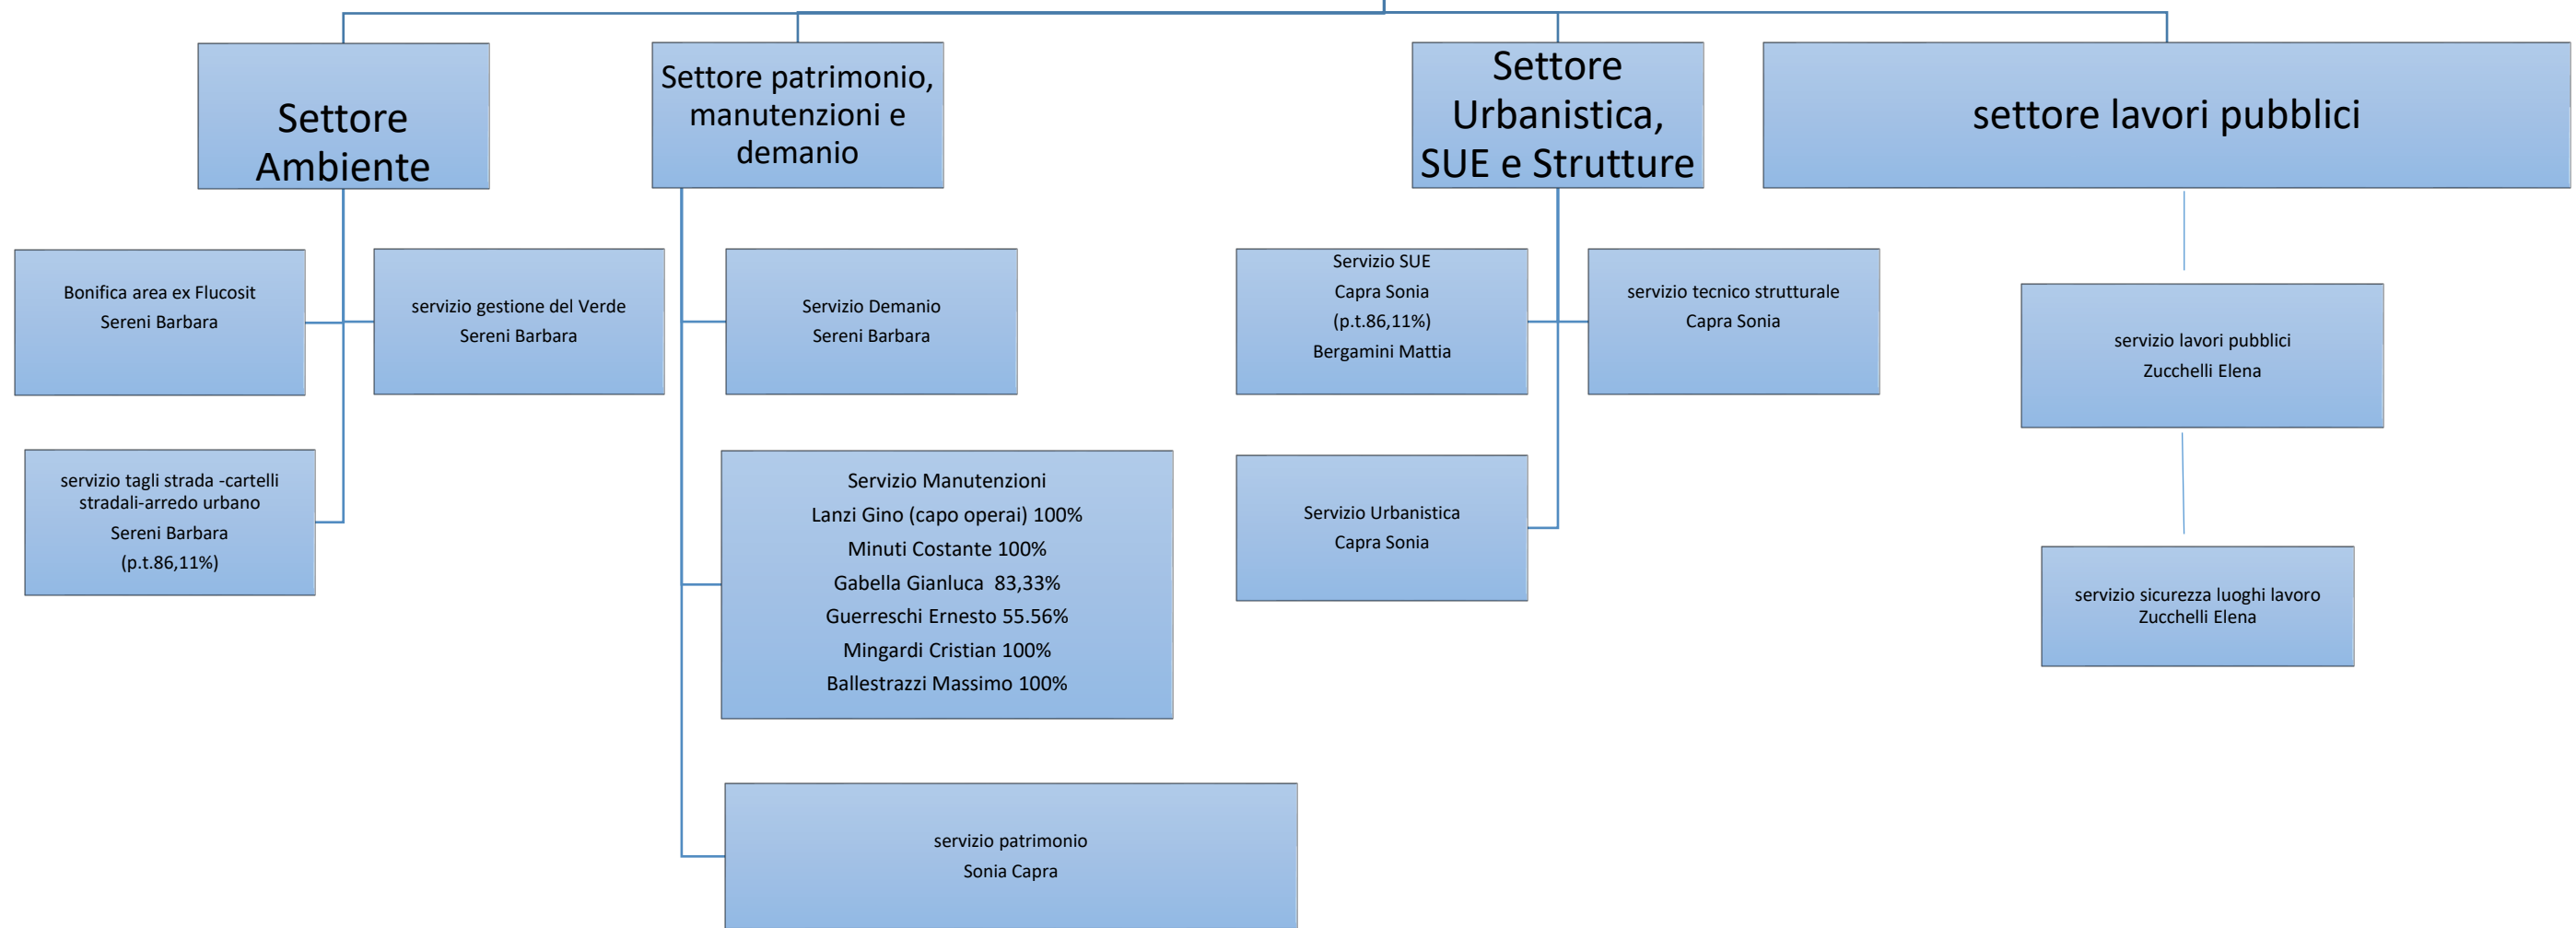 Settore
Ambiente
Settore patrimonio,
manutenzioni e
demanio
Settore
Urbanistica,
SUE e Strutture
settore lavori pubblici
Bonifica area ex Flucosit
Sereni Barbara
servizio gestione del Verde
Sereni Barbara
servizio tagli strada -cartelli
stradali-arredo urbano
Sereni Barbara
(p.t.86,11%)
Servizio Demanio
Sereni Barbara
Servizio Manutenzioni
Lanzi Gino (capo operai) 100%
Minuti Costante 100%
Gabella Gianluca  83,33%
Guerreschi Ernesto 55.56%
Mingardi Cristian 100%
Ballestrazzi Massimo 100%
servizio patrimonio
Sonia Capra
Servizio SUE
Capra Sonia
(p.t.86,11%)
Bergamini Mattia
servizio tecnico strutturale
Capra Sonia
Servizio Urbanistica
Capra Sonia
servizio lavori pubblici
Zucchelli Elena
servizio sicurezza luoghi lavoro
Zucchelli Elena